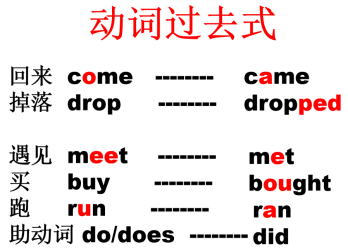 动词过去式
回来 come -------- came
掉落 drop -------- dropped
遇见 meet -------- met
买 buy -------- bought
跑 run -------- ran
助动词 do/does -------- did